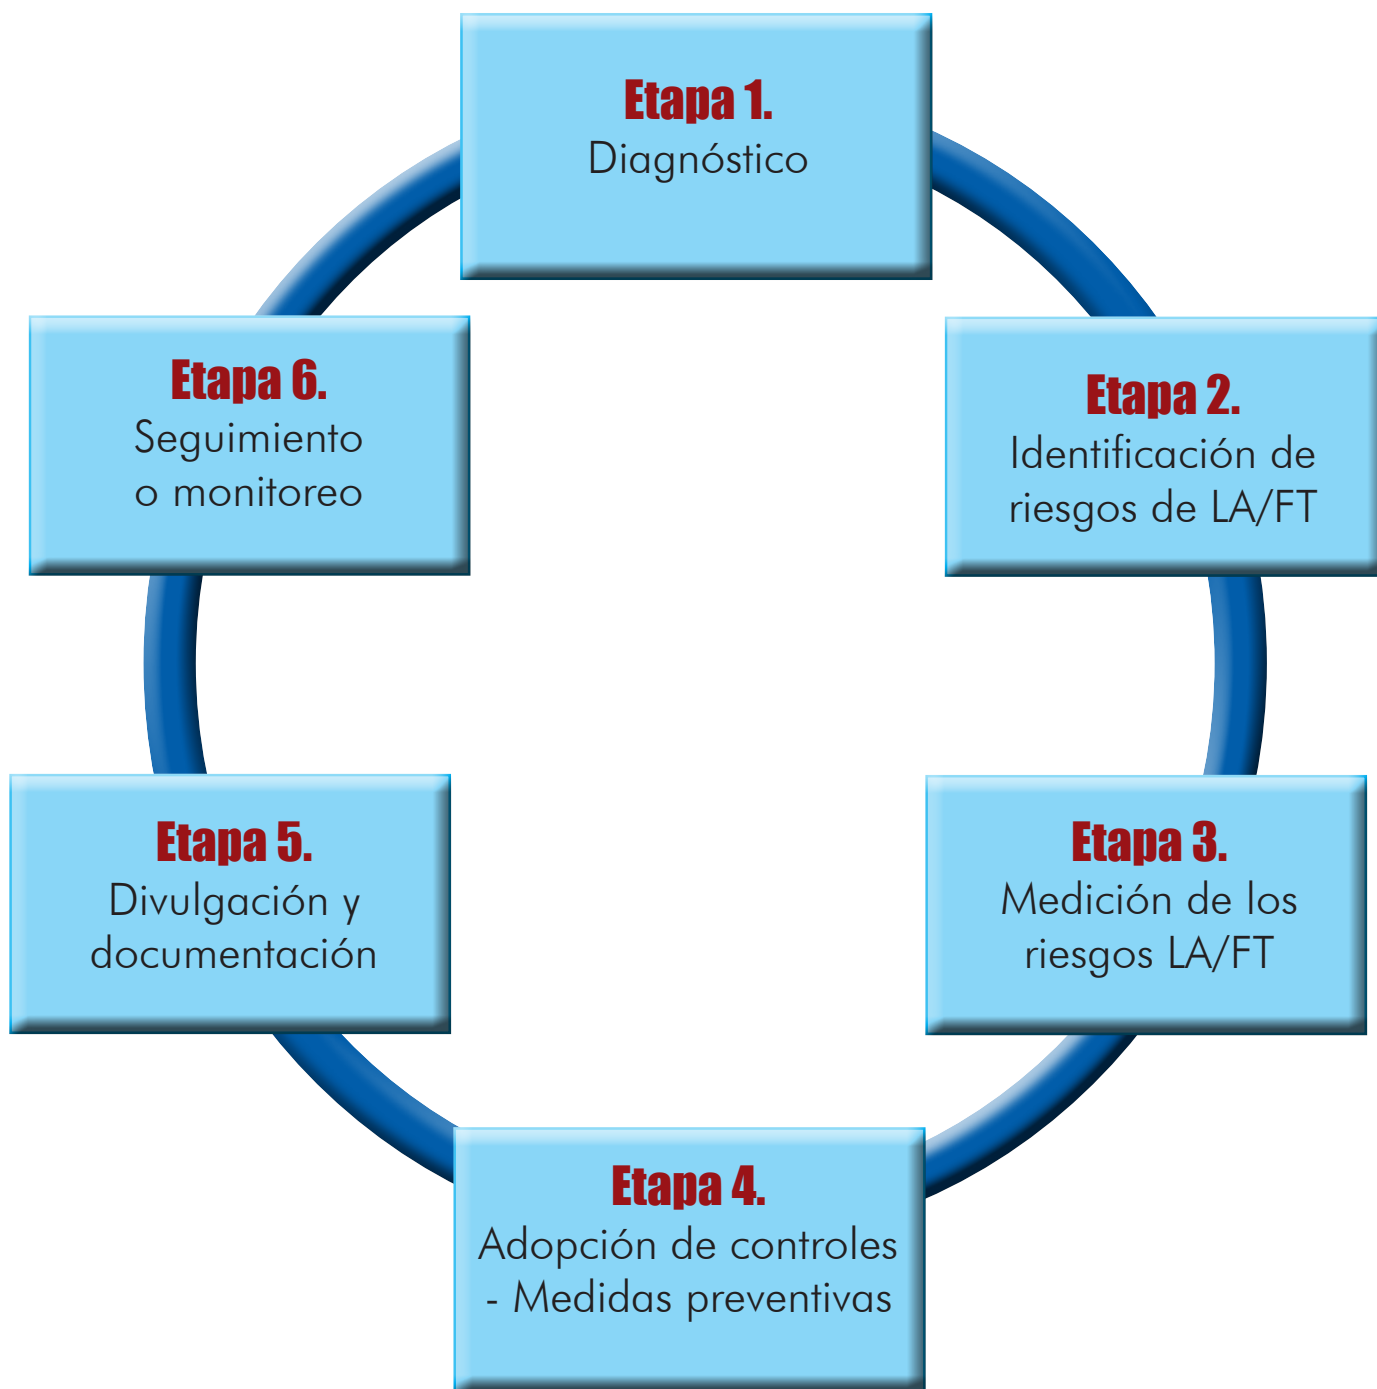 Etapa 1.
Diagnóstico
Etapa 2.
Identificación de
riesgos de LA/FT
Etapa 3.
Medición de los
riesgos LA/FT
Etapa 4.
Adopción de controles
- Medidas preventivas
Etapa 5.
Divulgación y
documentación
Etapa 6.
Seguimiento
o monitoreo